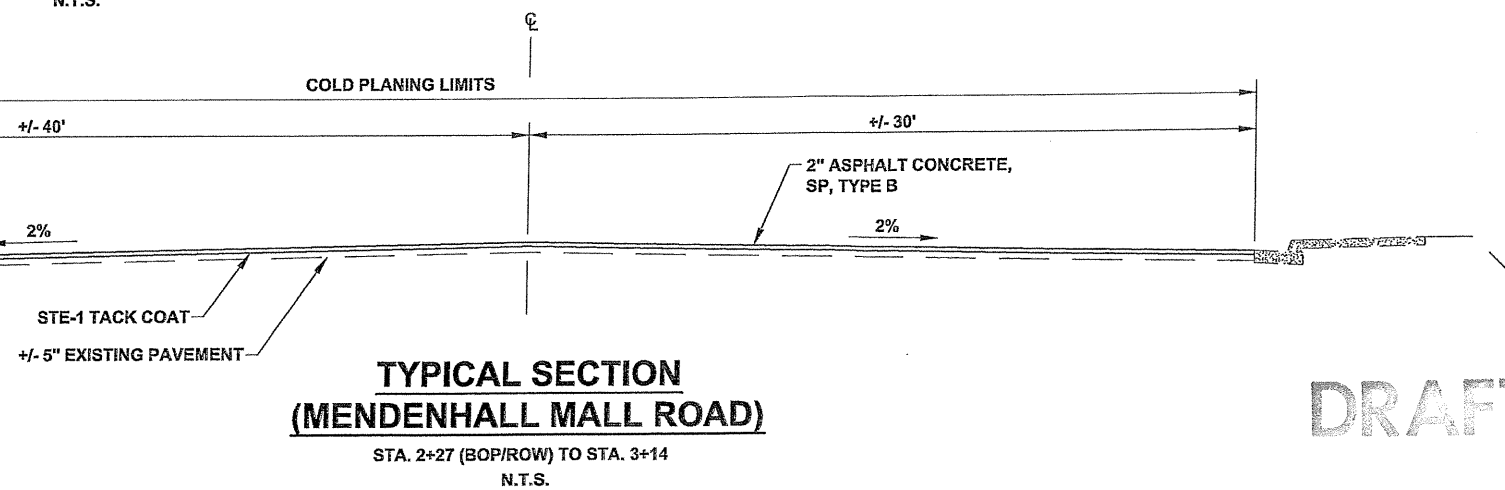 N.T.S.
℄
COLD PLANING LIMITS
+/- 40'
+/- 30'
2" ASPHALT CONCRETE,
SP, TYPE B
2%
2%
STE-1 TACK COAT
+/- 5" EXISTING PAVEMENT
TYPICAL SECTION
(MENDENHALL MALL ROAD)
STA. 2+27 (BOP/ROW) TO STA. 3+14
N.T.S.
DRAFT